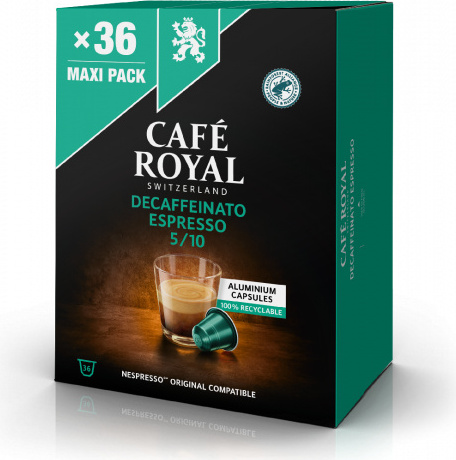 ×36
MAXI PACK
CAFÉ
ROYAL
SWITZERLAND
DECAFFEINATO
ESPRESSO
5/10
ALUMINIUM
CAPSULES
100% RECYCLABLE
36
NESPRESSO™ ORIGINAL COMPATIBLE
CAFÉ ROYAL
DECAFFEINATO ESPRESSO